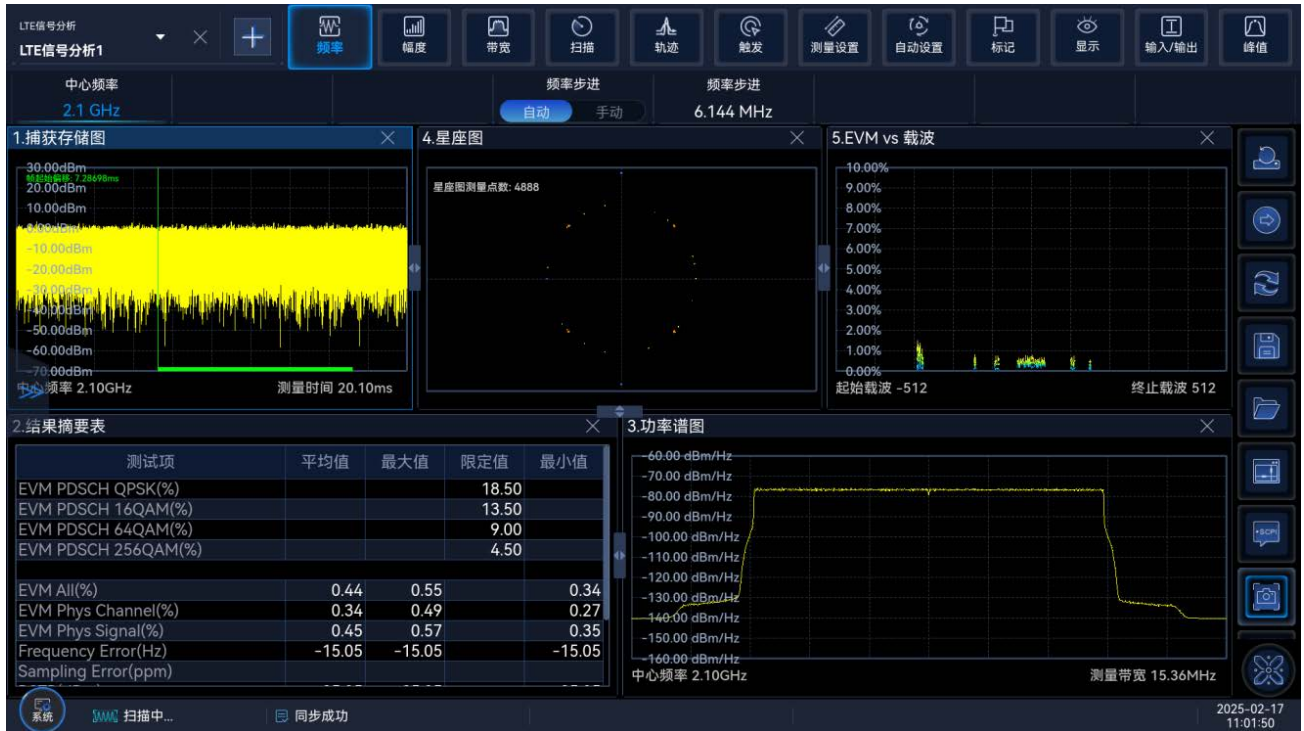 LTE信号分析
LTE信号分析1
频率
幅度
带宽
扫描
轨迹
触发
测量设置
自动设置
标记
显示
输入/输出
峰值
中心频率
2.1 GHz
频率步进
自动 手动
频率步进
6.144 MHz
1.捕获存储图
30.00dBm
帧起始偏移: 7.28698ms
20.00dBm
10.00dBm
0.00dBm
-10.00dBm
-20.00dBm
-30.00dBm
-40.00dBm
-50.00dBm
-60.00dBm
-70.00dBm
中心频率 2.10GHz 测量时间 20.10ms
4.星座图
星座图测量点数: 4888
5.EVM vs 载波
10.00%
9.00%
8.00%
7.00%
6.00%
5.00%
4.00%
3.00%
2.00%
1.00%
0.00%
起始载波 -512 终止载波 512
2.结果摘要表
测试项 平均值 最大值 限定值 最小值
EVM PDSCH QPSK(%) 18.50
EVM PDSCH 16QAM(%) 13.50
EVM PDSCH 64QAM(%) 9.00
EVM PDSCH 256QAM(%) 4.50
EVM All(%) 0.44 0.55 0.34
EVM Phys Channel(%) 0.34 0.49 0.27
EVM Phys Signal(%) 0.45 0.57 0.35
Frequency Error(Hz) -15.05 -15.05 -15.05
Sampling Error(ppm)
3.功率谱图
-60.00 dBm/Hz
-70.00 dBm/Hz
-80.00 dBm/Hz
-90.00 dBm/Hz
-100.00 dBm/Hz
-110.00 dBm/Hz
-120.00 dBm/Hz
-130.00 dBm/Hz
-140.00 dBm/Hz
-150.00 dBm/Hz
-160.00 dBm/Hz
中心频率 2.10GHz 测量带宽 15.36MHz
SCPI
系统
扫描中...
同步成功
2025-02-17
11:01:50